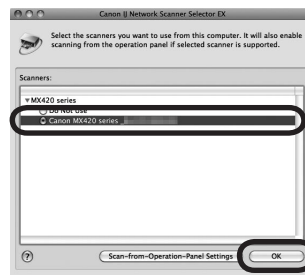 Canon IJ Network Scanner Selector EX
Select the scanners you want to use from this computer. It will also enable
scanning from the operation panel if selected scanner is supported.
Scanners:
▼MX420 series
Do Not Use
Canon MX420 series
? Scan-from-Operation-Panel Settings OK